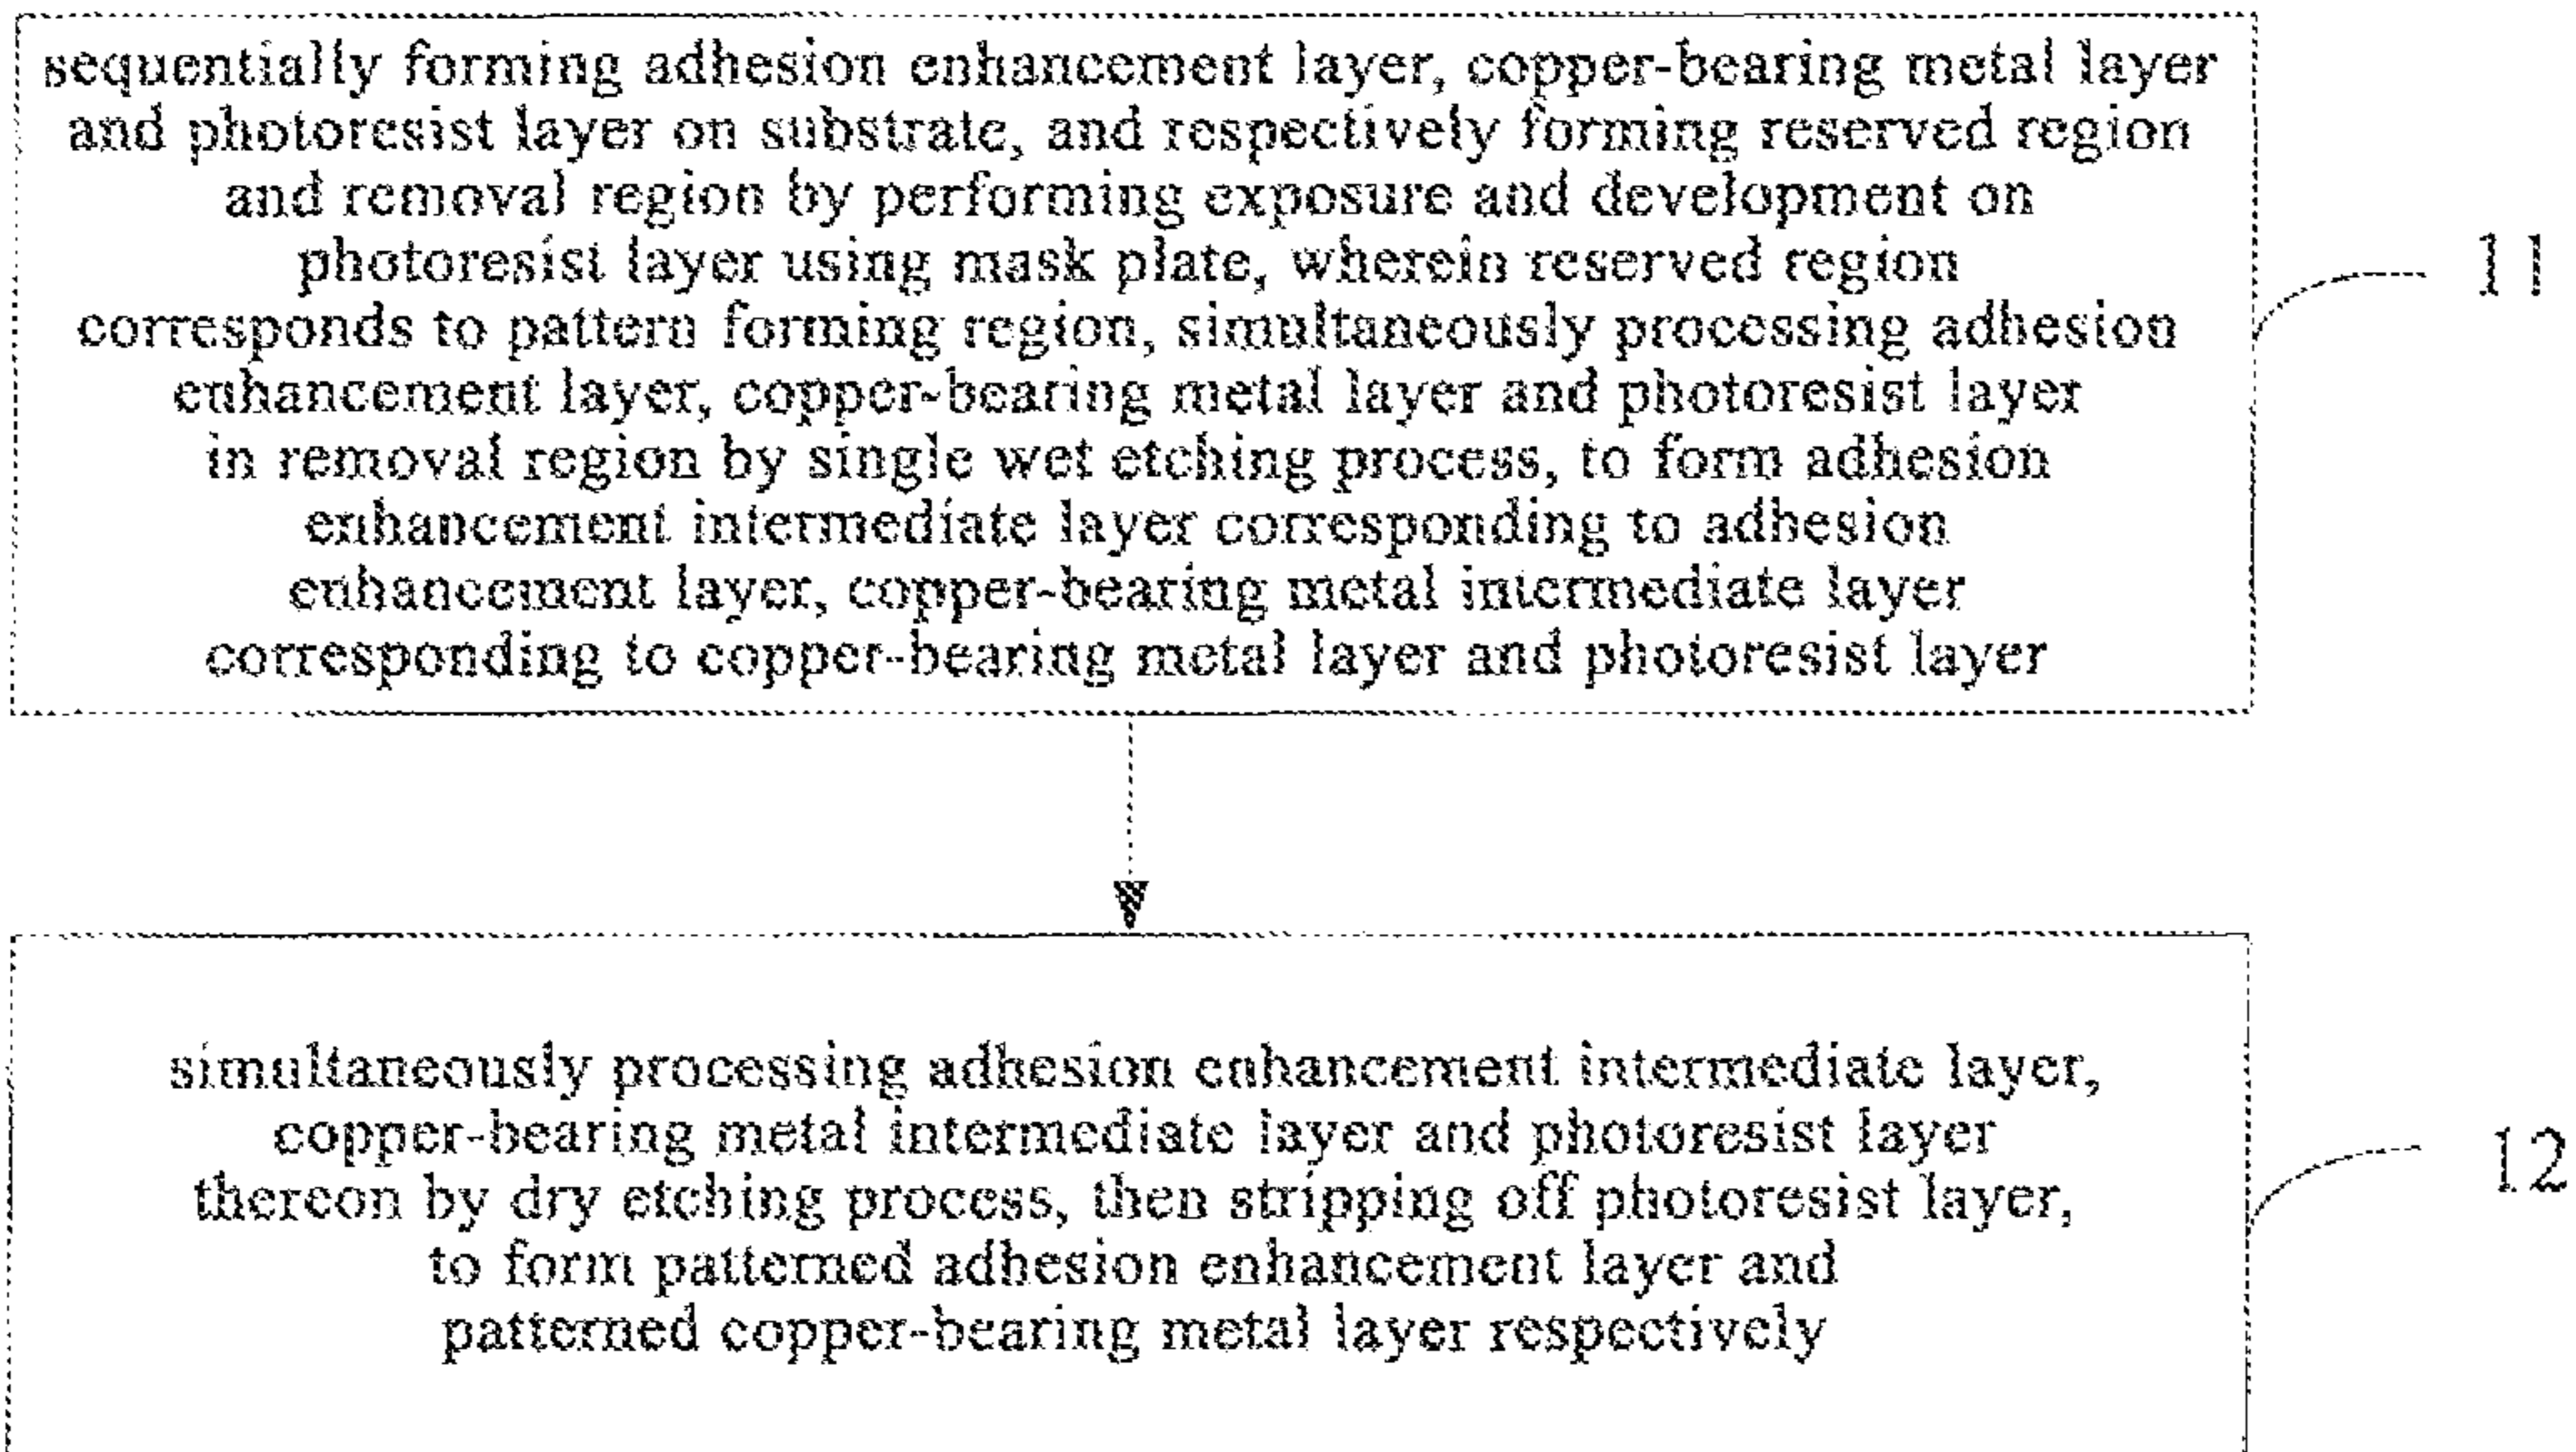 sequentially forming adhesion enhancement layer, copper-bearing metal layer
and photoresist layer on substrate, and respectively forming reserved region
and removal region by performing exposure and development on
photoresist layer using mask plate, wherein reserved region
corresponds to pattern forming region, simultaneously processing adhesion
enhancement layer, copper-bearing metal layer and photoresist layer
in removal region by single wet etching process, to form adhesion
enhancement intermediate layer corresponding to adhesion
enhancement layer, copper-bearing metal intermediate layer
corresponding to copper-bearing metal layer and photoresist layer
11
simultaneously processing adhesion enhancement intermediate layer,
copper-bearing metal intermediate layer and photoresist layer
thereon by dry etching process, then stripping off photoresist layer,
to form patterned adhesion enhancement layer and
patterned copper-bearing metal layer respectively
12